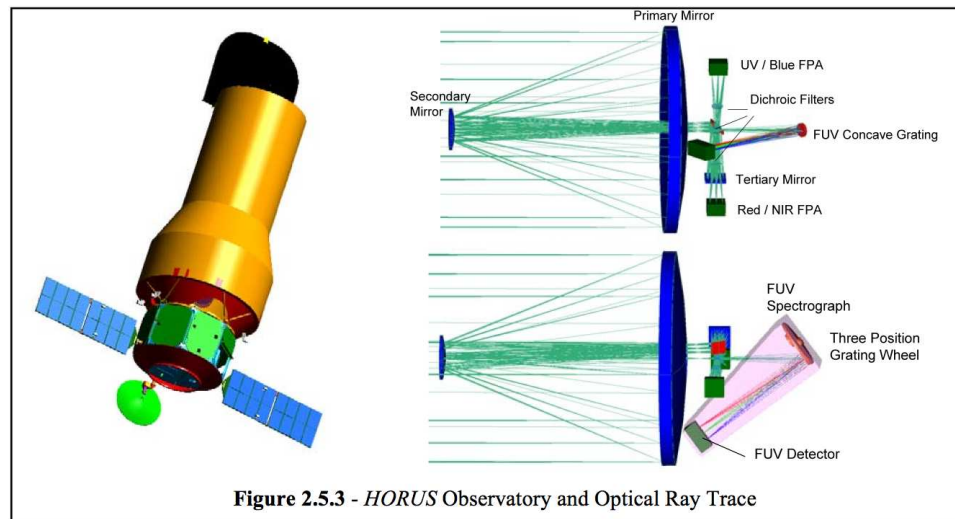 Primary Mirror
UV / Blue FPA
Secondary
Mirror
Dichroic Filters
FUV Concave Grating
Tertiary Mirror
Red / NIR FPA
FUV
Spectrograph
Three Position
Grating Wheel
FUV Detector
Figure 2.5.3 - HORUS Observatory and Optical Ray Trace